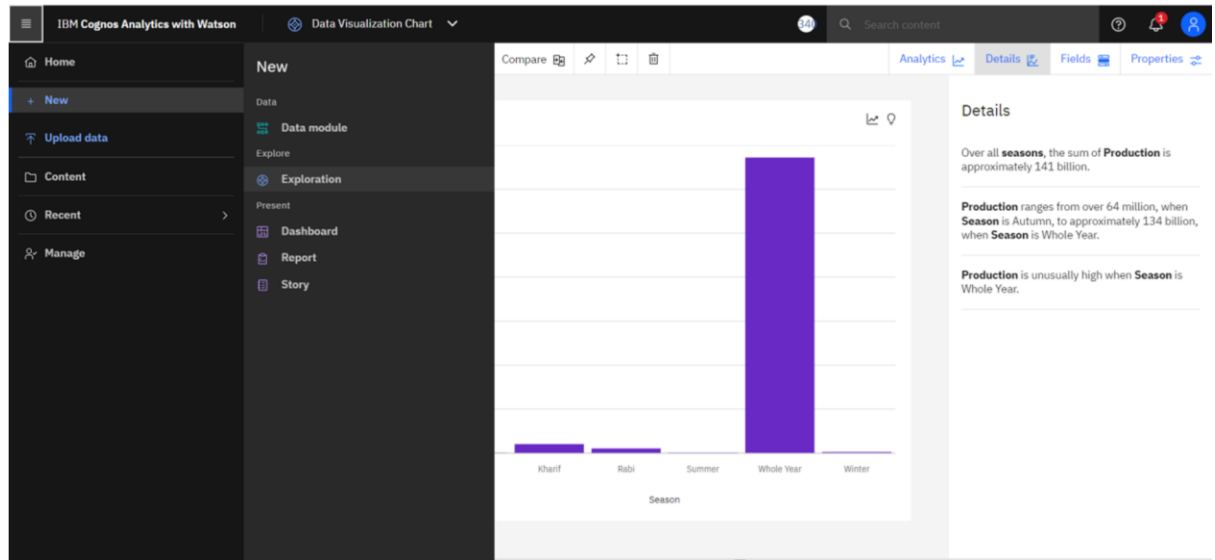 IBM Cognos Analytics with Watson
Data Visualization Chart
340
Search content
1
Home
New
Upload data
Content
Recent
Manage
New
Data
Data module
Explore
Exploration
Present
Dashboard
Report
Story
Compare
Analytics
Details
Fields
Properties
Kharif
Rabi
Summer
Whole Year
Winter
Season
Details
Over all seasons, the sum of Production is
approximately 141 billion.
Production ranges from over 64 million, when
Season is Autumn, to approximately 134 billion,
when Season is Whole Year.
Production is unusually high when Season is
Whole Year.